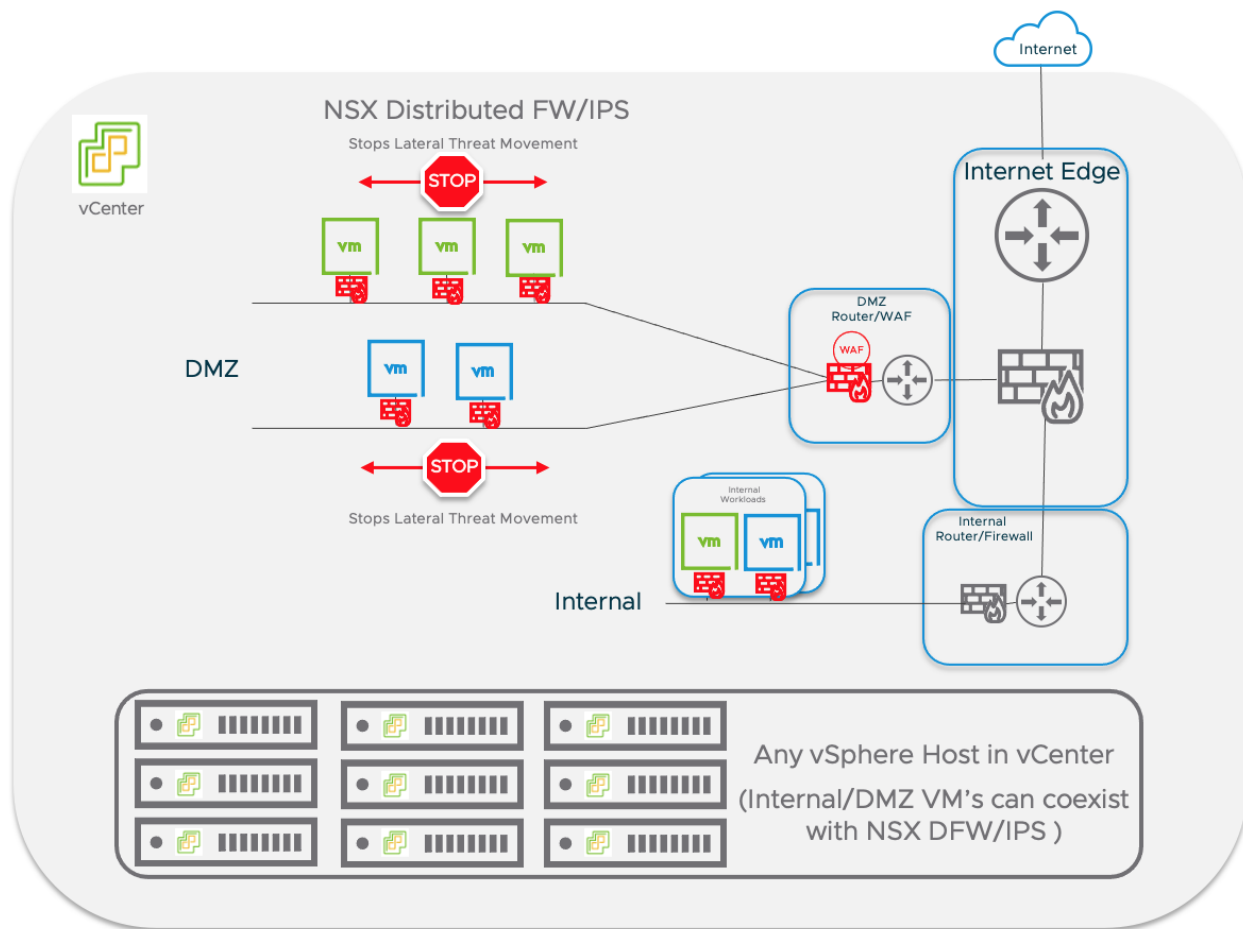 Internet
NSX Distributed FW/IPS
Stops Lateral Threat Movement
STOP
vCenter
Internet Edge
vm
vm
vm
DMZ
Router/WAF
WAF
DMZ
vm
vm
STOP
Stops Lateral Threat Movement
Internal
Workloads
vm
vm
Internal
Router/Firewall
Internal
Any vSphere Host in vCenter
(Internal/DMZ VM's can coexist
with NSX DFW/IPS )